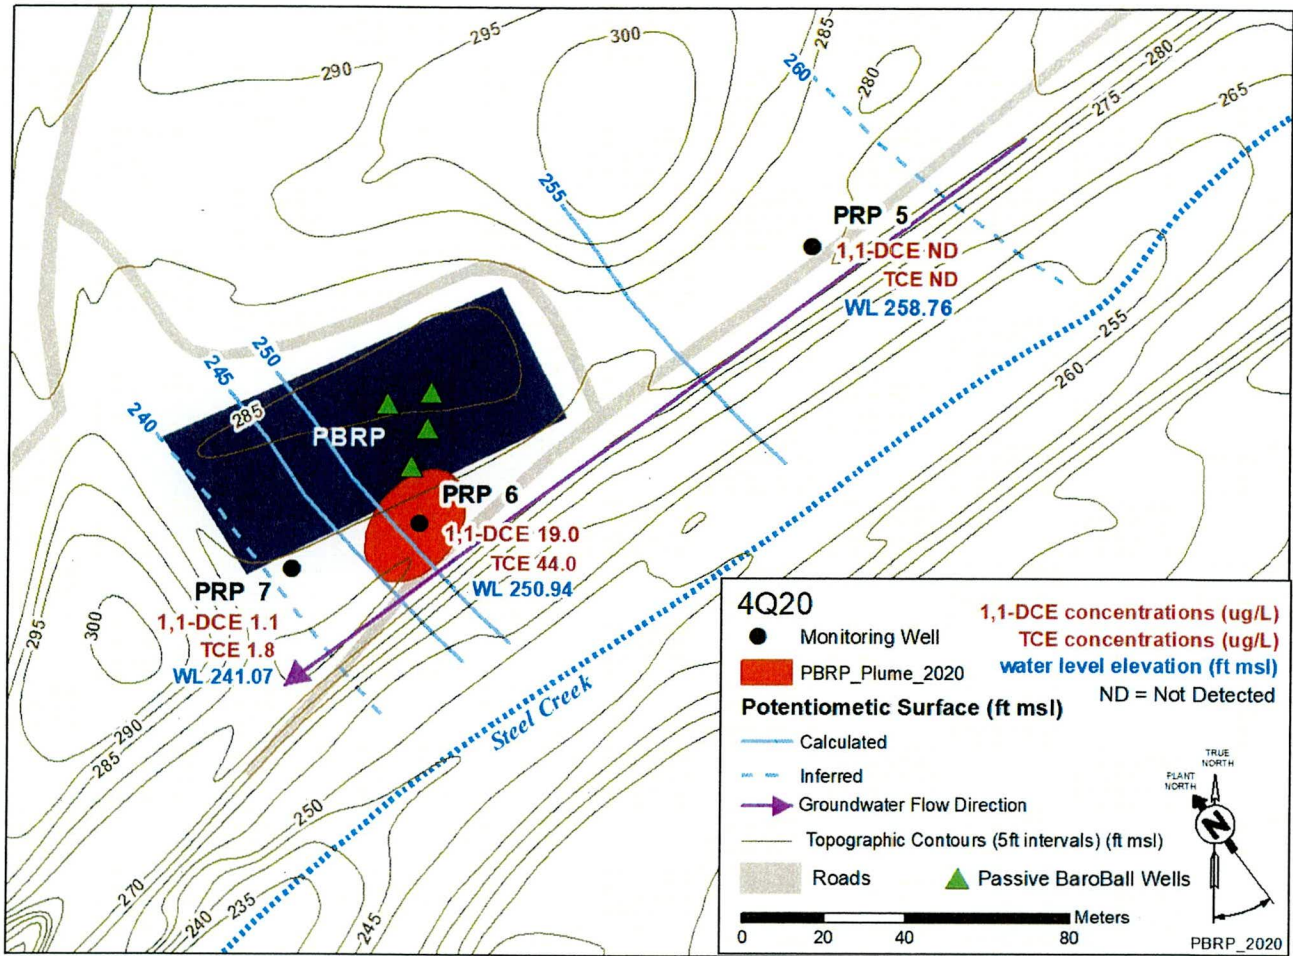 295
300
285
290
260
280
280
275
265
255
PRP 5
1,1-DCE ND
TCE ND
WL 258.76
255
260
250
245
240
285
PBRP
PRP 6
1,1-DCE 19.0
TCE 44.0
WL 250.94
PRP 7
1,1-DCE 1.1
TCE 1.8
WL 241.07
295
300
290
285
Steel Creek
250
270
240
235
245
4Q20
Monitoring Well
PBRP_Plume_2020
1,1-DCE concentrations (ug/L)
TCE concentrations (ug/L)
water level elevation (ft msl)
ND = Not Detected
Potentiometic Surface (ft msl)
Calculated
Inferred
Groundwater Flow Direction
Topographic Contours (5ft intervals) (ft msl)
Roads
Passive BaroBall Wells
TRUE
NORTH
PLANT
NORTH
N
Meters
0 20 40 80
PBRP_2020